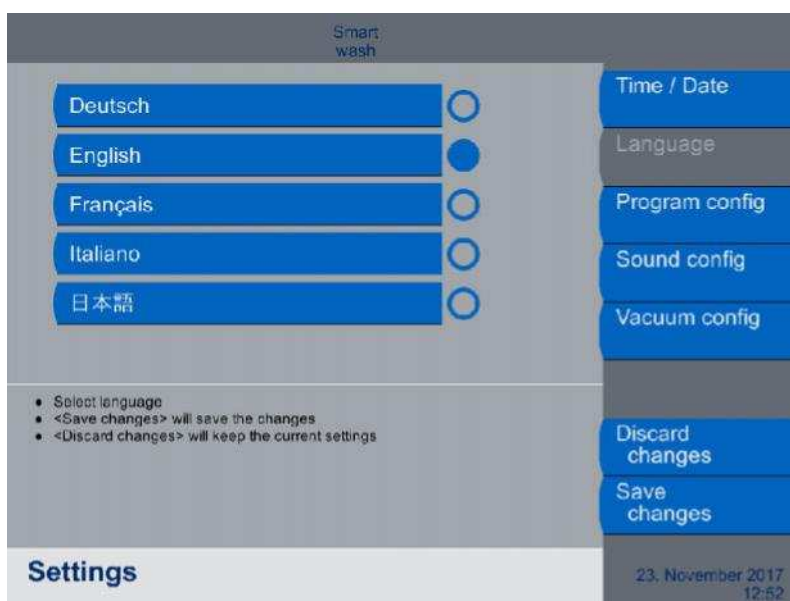 Smart
wash
Deutsch
English
Français
Italiano
日本語
Time / Date
Language
Program config
Sound config
Vacuum config
• Select language
• <Save changes> will save the changes
• <Discard changes> will keep the current settings
Discard
changes
Save
changes
Settings
23. November 2017
12:52